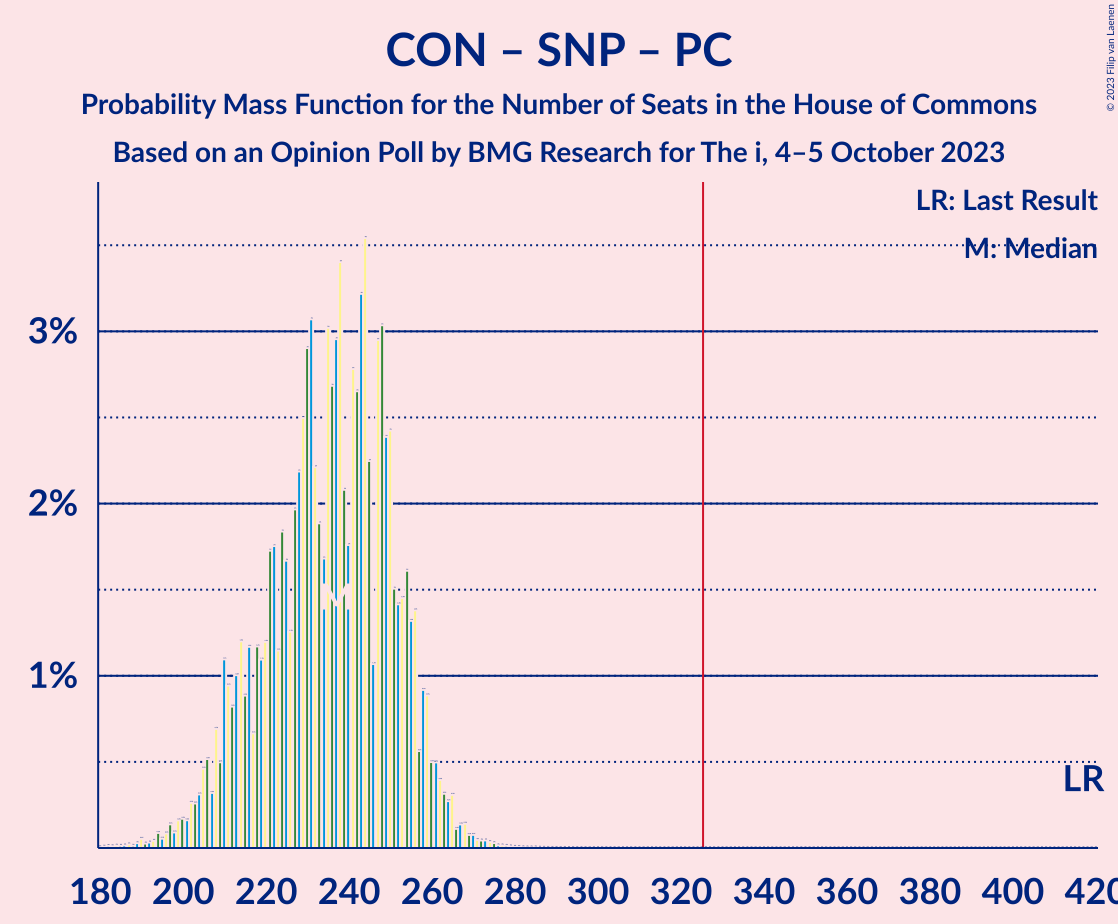 CON – SNP – PC
Probability Mass Function for the Number of Seats in the House of Commons
Based on an Opinion Poll by BMG Research for The i, 4–5 October 2023
© 2023 Filip van Laenen
LR: Last Result
M: Median
3%
2%
1%
M
LR
180 200 220 240 260 280 300 320 340 360 380 400 420